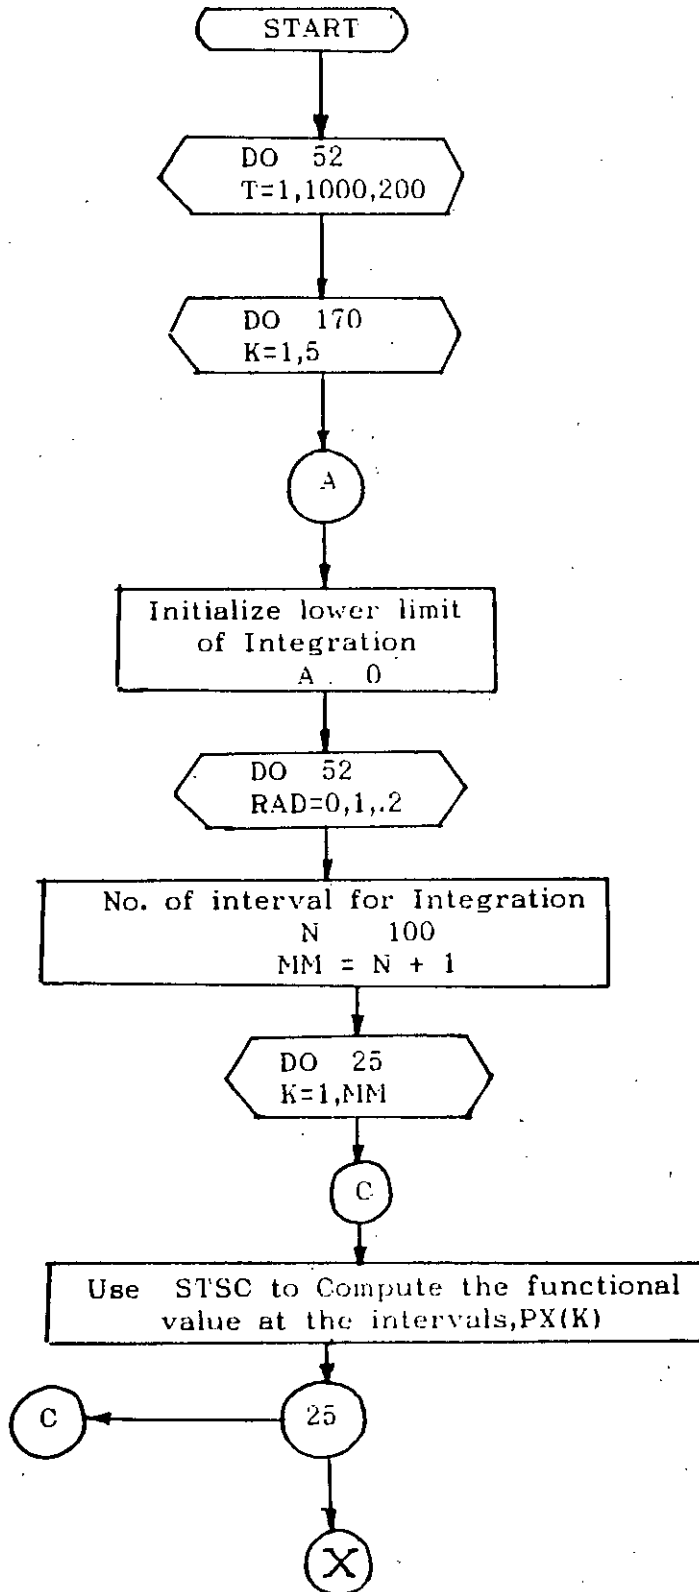 START
DO 52
T=1,1000,200
DO 170
K=1,5
A
Initialize lower limit
of Integration
A 0
DO 52
RAD=0,1,.2
No. of interval for Integration
N 100
MM = N + 1
DO 25
K=1,MM
C
Use STSC to Compute the functional
value at the intervals,PX(K)
C
25
X